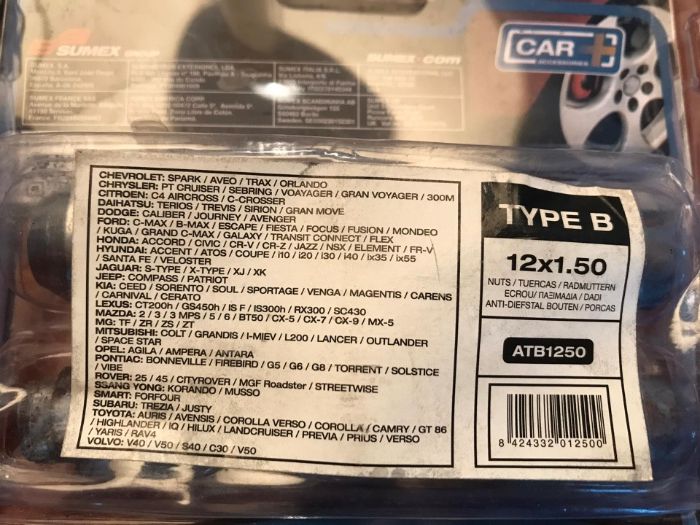 SUMEX GROUP
SUMEX.COM
CAR+
ACCESSORIES
SUMEX S.A.
SUMEX FRANCE SAS
France
Panamá
Sweden
CHEVROLET: SPARK / AVEO / TRAX / ORLANDO
CHRYSLER: PT CRUISER / SEBRING / VOAYAGER / GRAN VOYAGER / 300M
CITROEN: C4 AIRCROSS / C-CROSSER
DAIHATSU: TERIOS / TREVIS / SIRION / GRAN MOVE
DODGE: CALIBER / JOURNEY / AVENGER
FORD: C-MAX / B-MAX / ESCAPE / FIESTA / FOCUS / FUSION / MONDEO
/ KUGA / GRAND C-MAX / GALAXY / TRANSIT CONNECT / FLEX
HONDA: ACCORD / CIVIC / CR-V / CR-Z / JAZZ / NSX / ELEMENT / FR-V
HYUNDAI: ACCENT / ATOS / COUPE / i10 / i20 / i30 / i40 / ix35 / ix55
/ SANTA FE / VELOSTER
JAGUAR: S-TYPE / X-TYPE / XJ / XK
JEEP: COMPASS / PATRIOT
KIA: CEED / SORENTO / SOUL / SPORTAGE / VENGA / MAGENTIS / CARENS
/ CARNIVAL / CERATO
LEXUS: CT200h / GS450h / IS F / IS300h / RX300 / SC430
MAZDA: 2 / 3 / 3 MPS / 5 / 6 / BT50 / CX-5 / CX-7 / CX-9 / MX-5
MG: TF / ZR / ZS / ZT
MITSUBISHI: COLT / GRANDIS / I-MIEV / L200 / LANCER / OUTLANDER
/ SPACE STAR
OPEL: AGILA / AMPERA / ANTARA
PONTIAC: BONNEVILLE / FIREBIRD / G5 / G6 / G8 / TORRENT / SOLSTICE
/ VIBE
ROVER: 25 / 45 / CITYROVER / MGF Roadster / STREETWISE
SSANG YONG: KORANDO / MUSSO
SMART: FORFOUR
SUBARU: TREZIA / JUSTY
TOYOTA: AURIS / AVENSIS / COROLLA VERSO / COROLLA / CAMRY / GT 86
/ HIGHLANDER / IQ / HILUX / LANDCRUISER / PREVIA / PRIUS / VERSO
/ YARIS / RAV4
VOLVO: V40 / V50 / S40 / C30 / V50
TYPE B
12x1.50
NUTS / TUERCAS / RADMUTTERN
ECROU/ ΠΑΞΙΜΑΔΙΑ / DADI
ANTI-DIEFSTAL BOUTEN / PORCAS
ATB1250
8 424332 012500